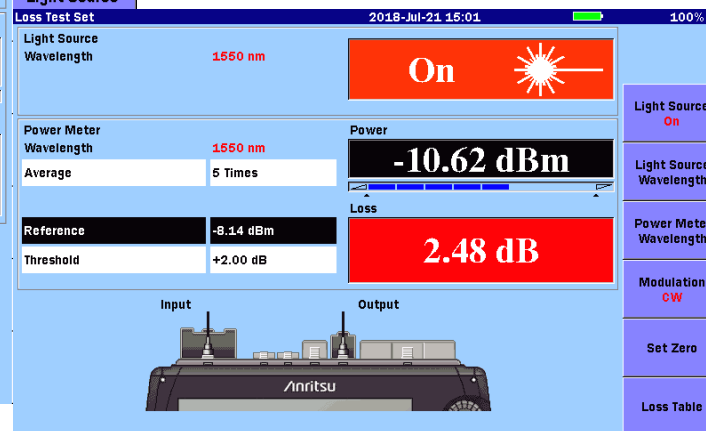 Light Source
Loss Test Set 2018-Jul-21 15:01 100%
Light Source
Wavelength 1550 nm
On
Power Meter
Wavelength 1550 nm
Average 5 Times
Reference -8.14 dBm
Threshold +2.00 dB
Power
-10.62 dBm
Loss
2.48 dB
Input Output
Anritsu
Light Source
On
Light Source
Wavelength
Power Mete
Wavelength
Modulation
CW
Set Zero
Loss Table